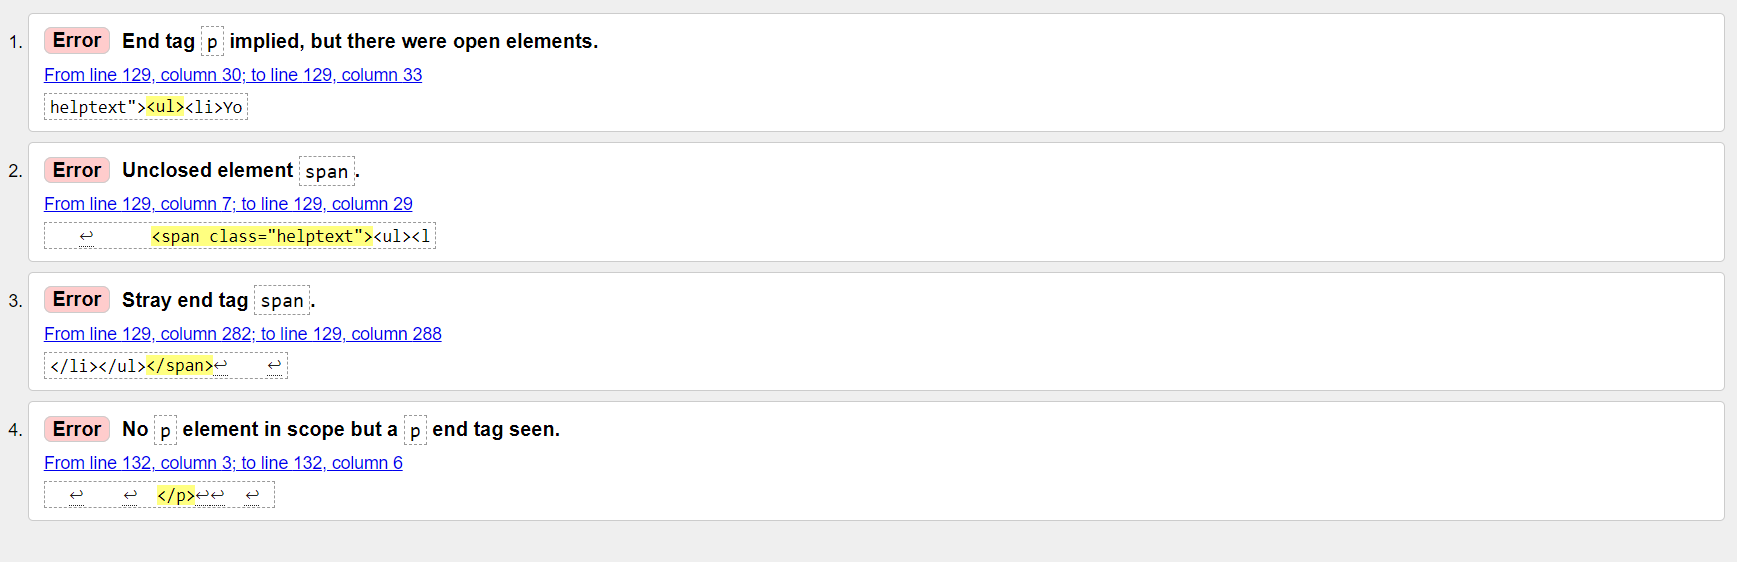 1. Error End tag p implied, but there were open elements.
From line 129, column 30; to line 129, column 33
helptext"><ul><li>Yo
2. Error Unclosed element span.
From line 129, column 7; to line 129, column 29
↩ <span class="helptext"><ul><l
3. Error Stray end tag span.
From line 129, column 282; to line 129, column 288
</li></ul></span>↩ ↩
4. Error No p element in scope but a p end tag seen.
From line 132, column 3; to line 132, column 6
↩ ↩ </p>↩↩ ↩